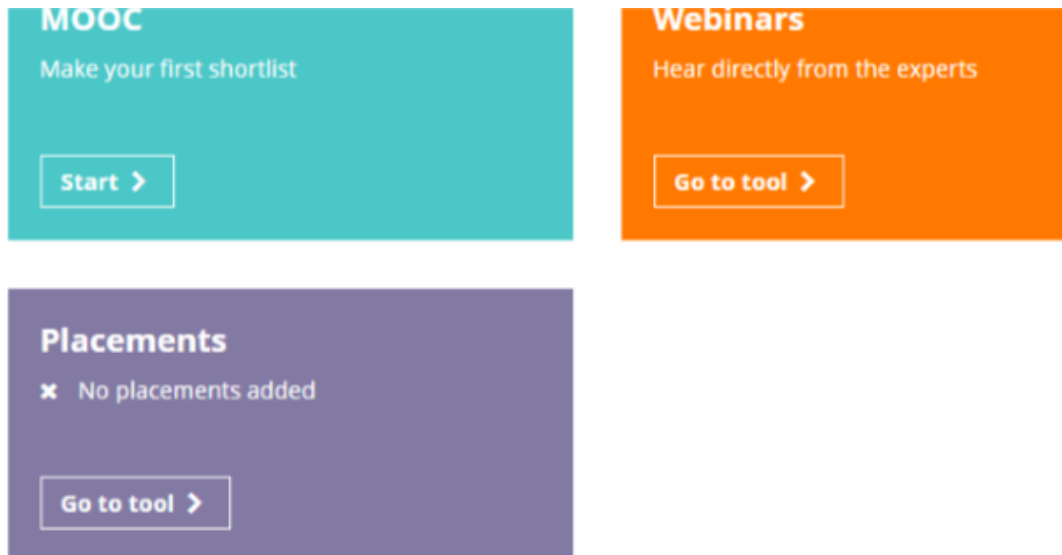 MOOC
Make your first shortlist
Start
Webinars
Hear directly from the experts
Go to tool
Placements
No placements added
Go to tool